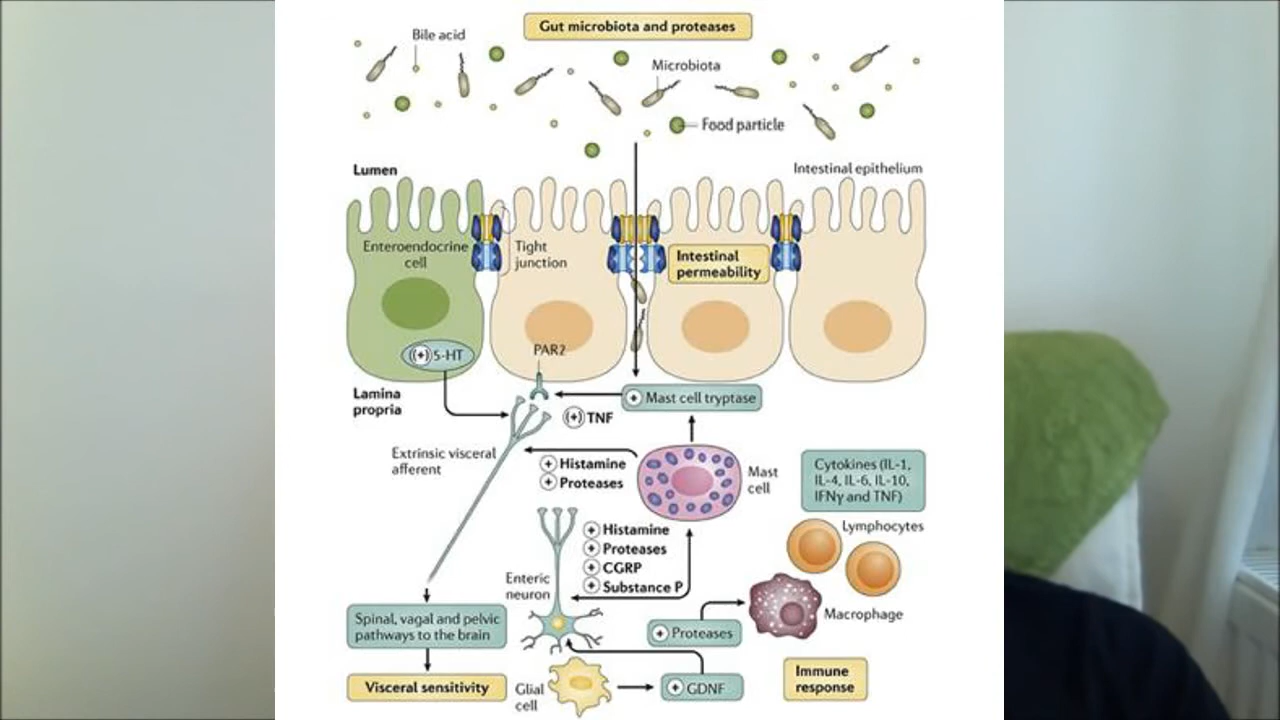 Gut microbiota and proteases
Bile acid
Microbiota
Food particle
Lumen
Intestinal epithelium
Enteroendocrine
cell
Tight
junction
Intestinal
permeability
(+) 5-HT
PAR2
Lamina
propria
+ Mast cell tryptase
(+) TNF
Extrinsic visceral
afferent
+ Histamine
+ Proteases
Mast
cell
Cytokines (IL-1,
IL-4, IL-6, IL-10,
IFNγ and TNF)
Lymphocytes
+ Histamine
+ Proteases
+ CGRP
+ Substance P
Enteric
neuron
Macrophage
Spinal, vagal and pelvic
pathways to the brain
+ Proteases
Visceral sensitivity
Glial
cell
+ GDNF
Immune
response